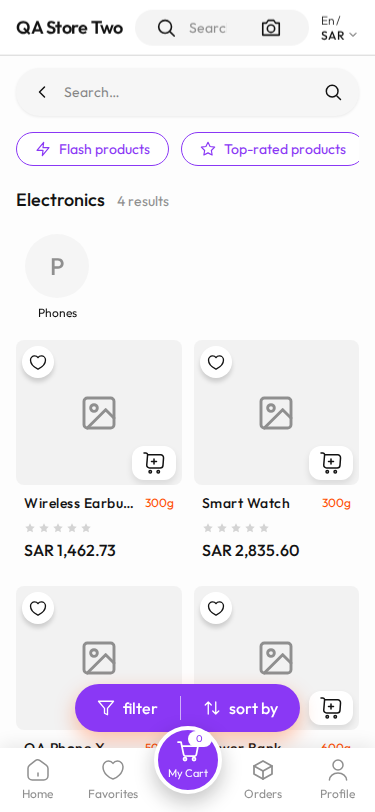 QA Store Two
Searc
En/
SAR
Search...
Flash products
Top-rated products
Electronics 4 results
P
Phones
Wireless Earbu... 300g
Smart Watch 300g
SAR 1,462.73
SAR 2,835.60
filter
sort by
QA Phone X
0
My Cart
Home
Favorites
Orders
Profile